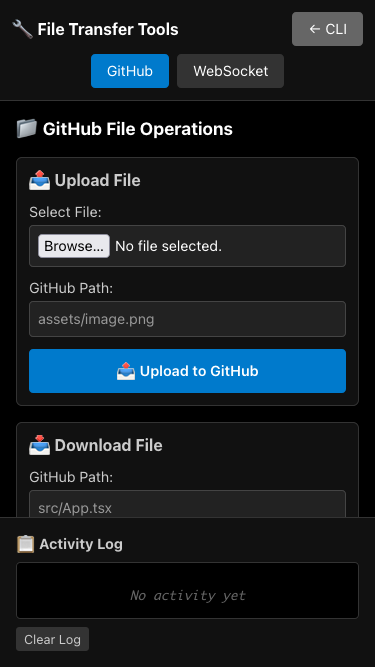 🔧 File Transfer Tools
← CLI
GitHub
WebSocket
📁 GitHub File Operations
📤 Upload File
Select File:
Browse... No file selected.
GitHub Path:
assets/image.png
📤 Upload to GitHub
📥 Download File
GitHub Path:
src/App.tsx
📋 Activity Log
No activity yet
Clear Log